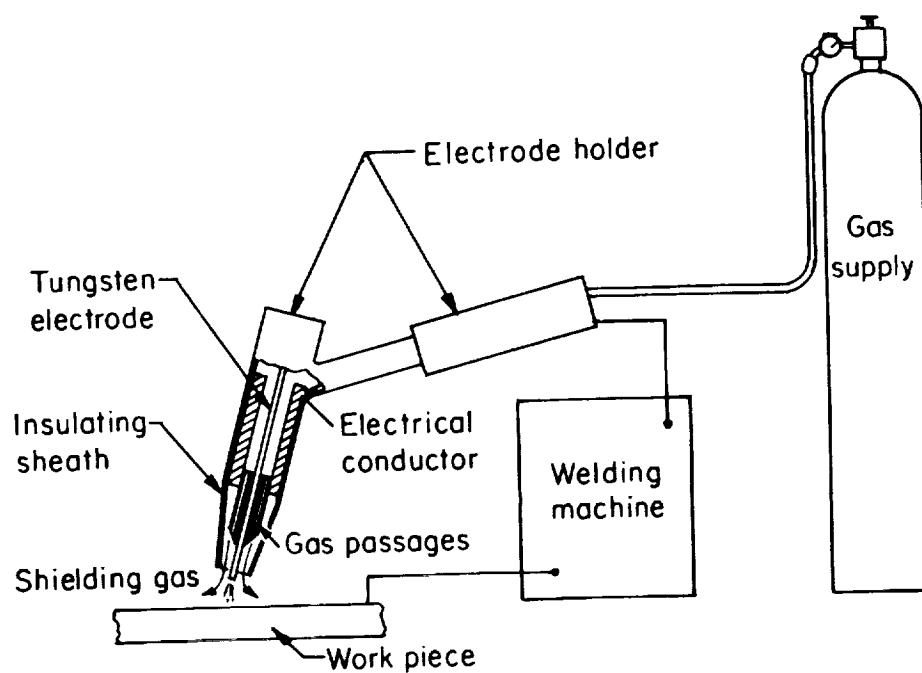 Electrode holder
Gas
supply
Tungsten
electrode
Insulating
sheath
Electrical
conductor
Welding
machine
Gas passages
Shielding gas
Work piece